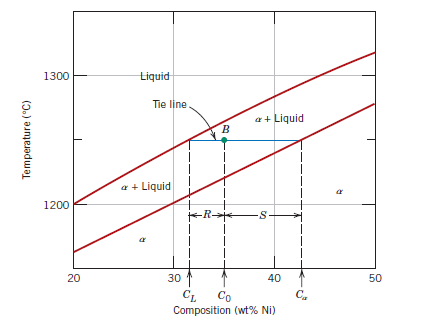 Temperature (°C)
1300
1200
Liquid
Tie line
B
α + Liquid
α + Liquid
R
S
α
α
20
30
40
50
C_L
C_0
C_α
Composition (wt% Ni)